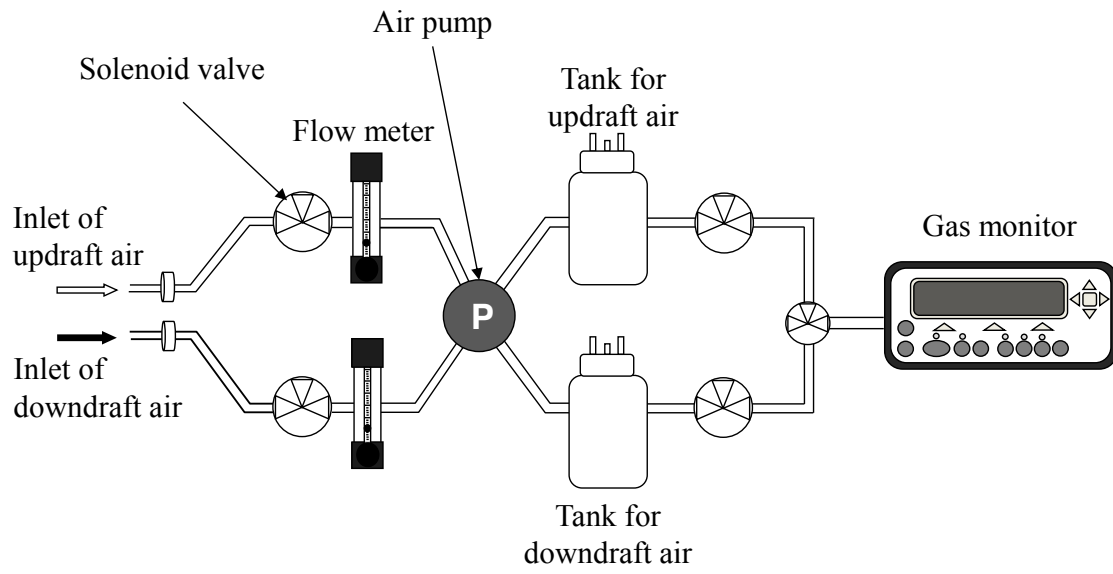 Air pump
Solenoid valve
Tank for
updraft air
Flow meter
Inlet of
updraft air
Gas monitor
P
Inlet of
downdraft air
Tank for
downdraft air